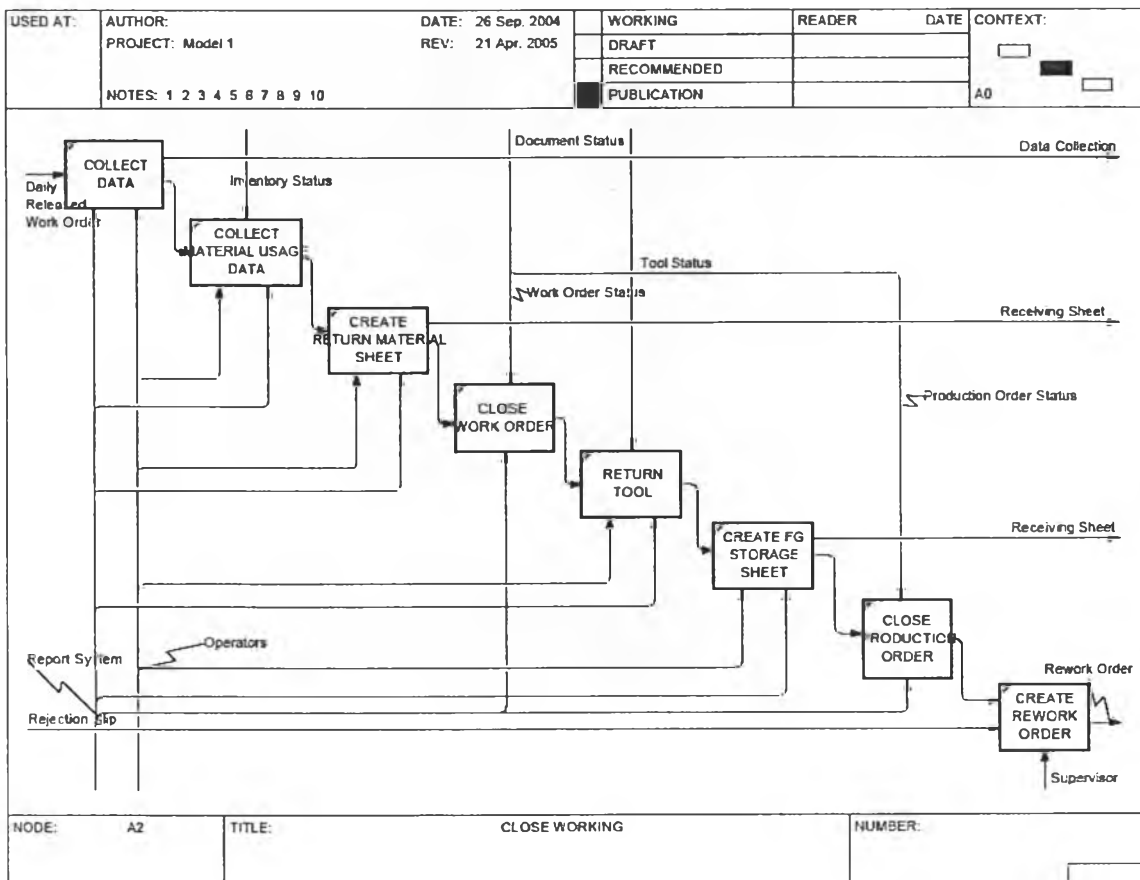 USED AT:
AUTHOR:
DATE: 26 Sep. 2004
PROJECT: Model 1
REV: 21 Apr. 2005
NOTES: 1 2 3 4 5 6 7 8 9 10
WORKING
DRAFT
RECOMMENDED
PUBLICATION
READER
DATE
CONTEXT:
A0
Document Status
Data Collection
COLLECT
DATA
Daily
Released
Work Order
Inventory Status
COLLECT
MATERIAL USAG
DATA
Tool Status
Work Order Status
Receiving Sheet
CREATE
RETURN MATERIAL
SHEET
Production Order Status
CLOSE
WORK ORDER
RETURN
TOOL
Receiving Sheet
CREATE FG
STORAGE
SHEET
CLOSE
RODUCTIC
ORDER
Operators
Report System
Rework Order
CREATE
REWORK
ORDER
Rejection Slip
Supervisor
NODE: A2
TITLE: CLOSE WORKING
NUMBER: